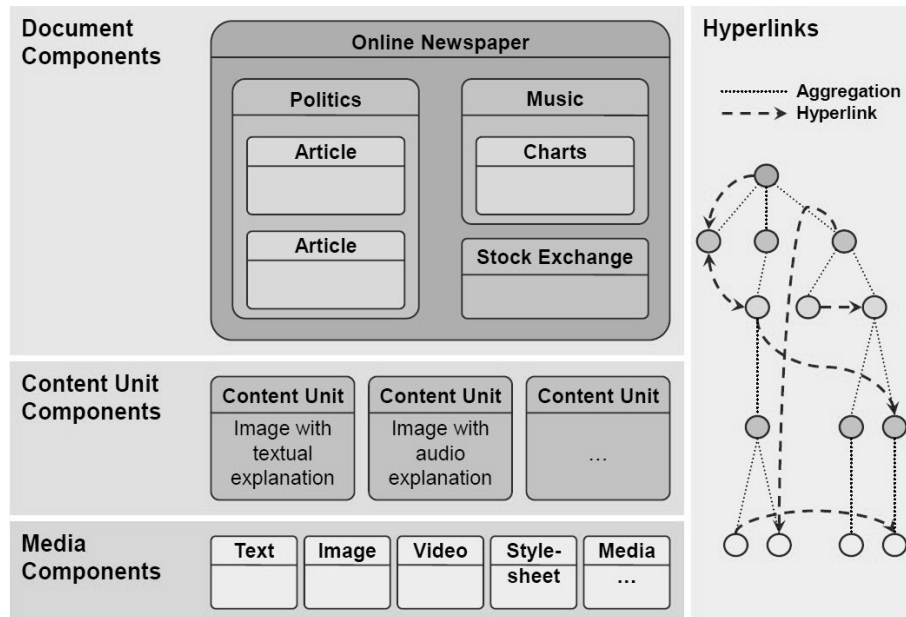 Document
Components
Online Newspaper
Politics
Music
Article
Charts
Article
Stock Exchange
Content Unit
Components
Content Unit
Image with
textual
explanation
Content Unit
Image with
audio
explanation
Content Unit
…
Media
Components
Text
Image
Video
Style-
sheet
Media
…
Hyperlinks
Aggregation
Hyperlink